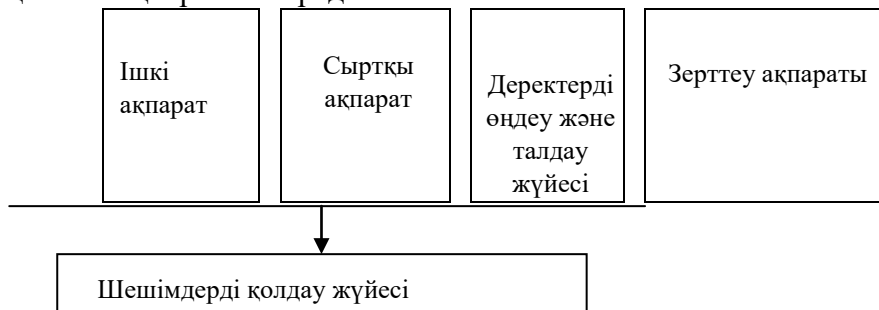 Ішкі
ақпарат
Сыртқы
ақпарат
Деректерді
өңдеу және
талдау
жүйесі
Зерттеу ақпараты
Шешімдерді қолдау жүйесі